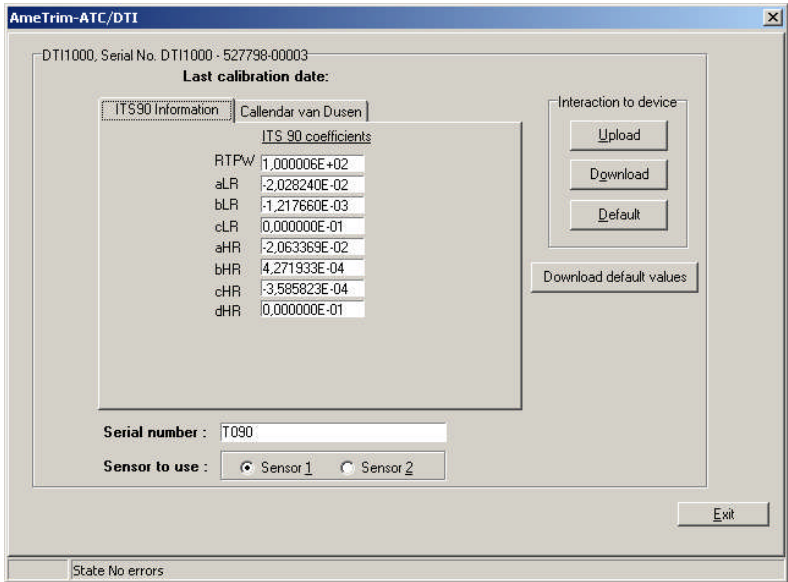 AmeTrim-ATC/DTI
DTI1000, Serial No. DTI1000 - 527798-00003
Last calibration date:
ITS90 Information
Callendar van Dusen
ITS 90 coefficients
RTPW 1,000006E+02
aLR -2,028240E-02
bLR -1,217660E-03
cLR 0,000000E-01
aHR -2,063369E-02
bHR 4,271933E-04
cHR -3,585823E-04
dHR 0,000000E-01
Interaction to device
Upload
Download
Default
Download default values
Serial number : T090
Sensor to use : Sensor 1 Sensor 2
Exit
State No errors